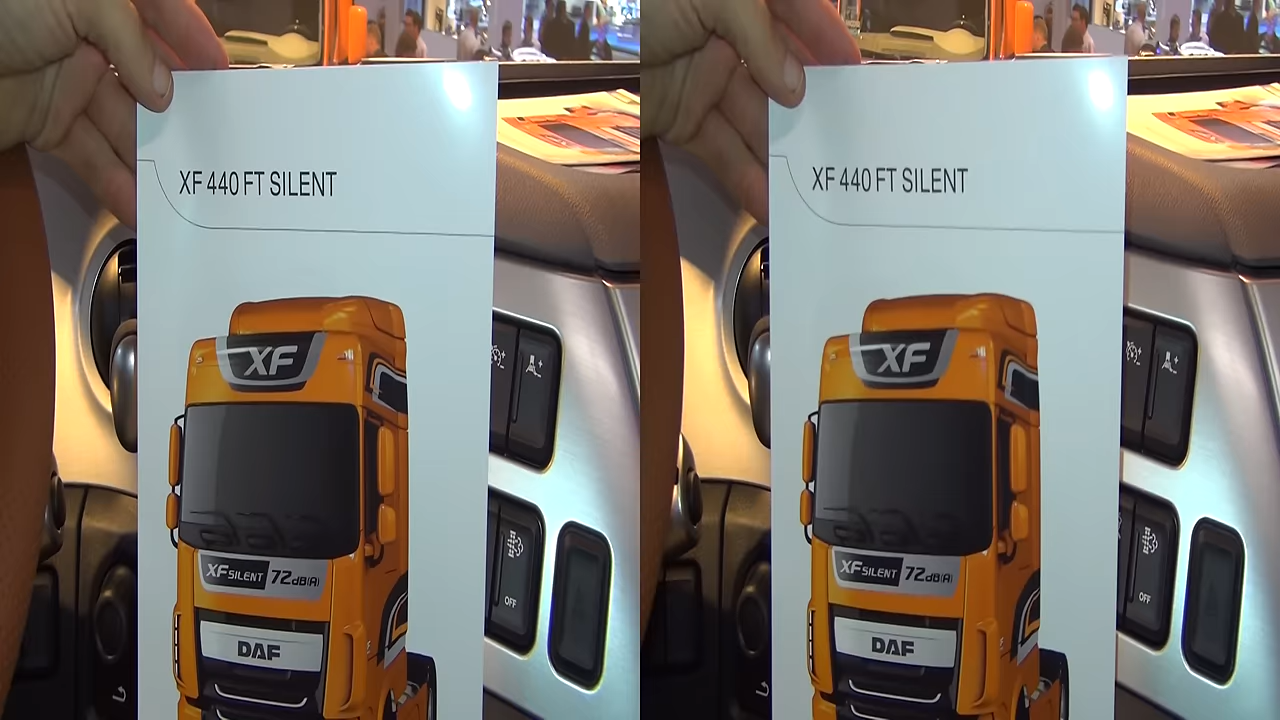 XF 440 FT SILENT
XF
XF SILENT 72dB(A)
DAF
OFF
XF 440 FT SILENT
XF
XF SILENT 72dB(A)
DAF
OFF